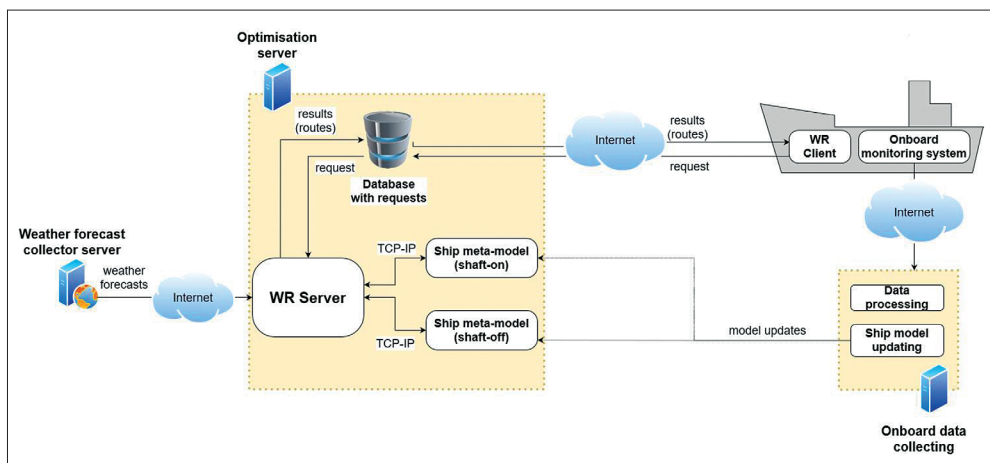 Optimisation
server
results
(routes)
request
Database
with requests
Internet
results
(routes)
request
WR
Client
Onboard
monitoring system
Internet
Weather forecast
collector server
weather
forecasts
Internet
WR Server
TCP-IP
Ship meta-model
(shaft-on)
TCP-IP
Ship meta-model
(shaft-off)
model updates
Data
processing
Ship model
updating
Onboard data
collecting